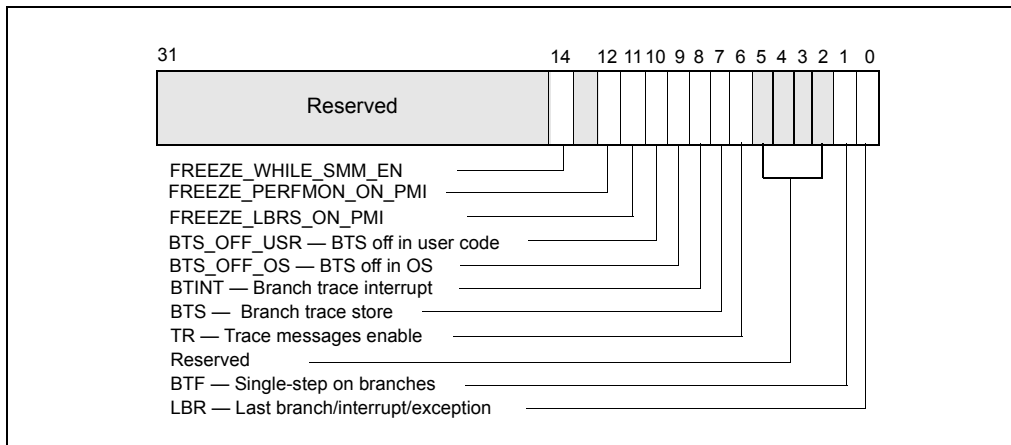 31 14 12 11 10 9 8 7 6 5 4 3 2 1 0
Reserved
FREEZE_WHILE_SMM_EN
FREEZE_PERFMON_ON_PMI
FREEZE_LBRS_ON_PMI
BTS_OFF_USR — BTS off in user code
BTS_OFF_OS — BTS off in OS
BTINT — Branch trace interrupt
BTS — Branch trace store
TR — Trace messages enable
Reserved
BTF — Single-step on branches
LBR — Last branch/interrupt/exception